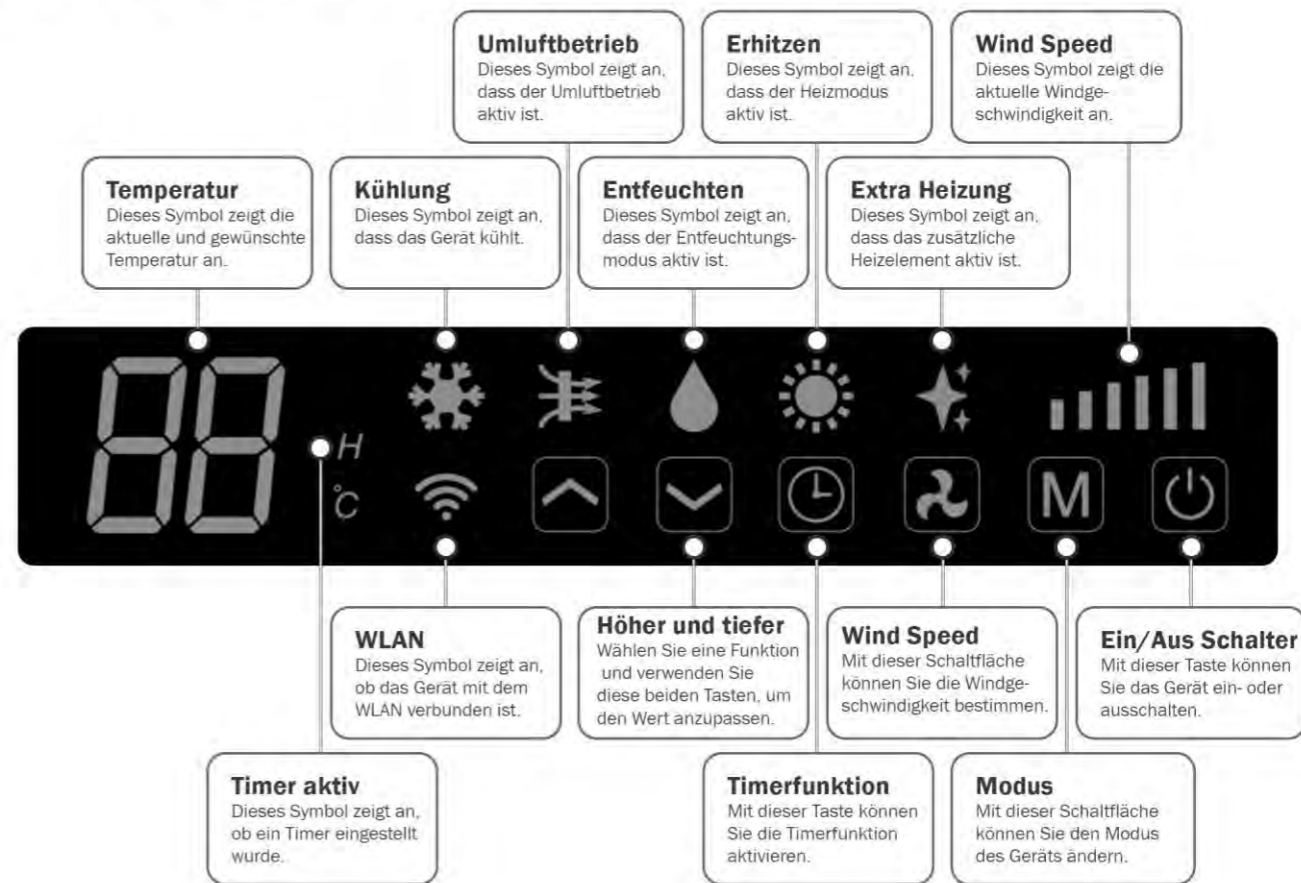 Umluftbetrieb
Dieses Symbol zeigt an,
dass der Umluftbetrieb
aktiv ist.
Erhitzen
Dieses Symbol zeigt an,
dass der Heizmodus
aktiv ist.
Wind Speed
Dieses Symbol zeigt die
aktuelle Windge-
schwindigkeit an.
Temperatur
Dieses Symbol zeigt die
aktuelle und gewünschte
Temperatur an.
Kühlung
Dieses Symbol zeigt an,
dass das Gerät kühlt.
Entfeuchten
Dieses Symbol zeigt an,
dass der Entfeuchtungs-
modus aktiv ist.
Extra Heizung
Dieses Symbol zeigt an,
dass das zusätzliche
Heizelement aktiv ist.
88
H
°C
M
WLAN
Dieses Symbol zeigt an,
ob das Gerät mit dem
WLAN verbunden ist.
Höher und tiefer
Wählen Sie eine Funktion
und verwenden Sie
diese beiden Tasten, um
den Wert anzupassen.
Wind Speed
Mit dieser Schaltfläche
können Sie die Windge-
schwindigkeit bestimmen.
Ein/Aus Schalter
Mit dieser Taste können
Sie das Gerät ein- oder
ausschalten.
Timer aktiv
Dieses Symbol zeigt an,
ob ein Timer eingestellt
wurde.
Timerfunktion
Mit dieser Taste können
Sie die Timerfunktion
aktivieren.
Modus
Mit dieser Schaltfläche
können Sie den Modus
des Geräts ändern.